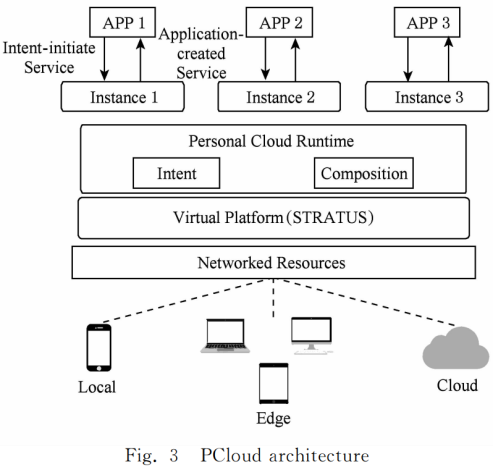 APP 1
APP 2
APP 3
Intent-initiate
Service
Application-
created
Service
Instance 1
Instance 2
Instance 3
Personal Cloud Runtime
Intent
Composition
Virtual Platform(STRATUS)
Networked Resources
Local
Edge
Cloud
Fig. 3 PCloud architecture